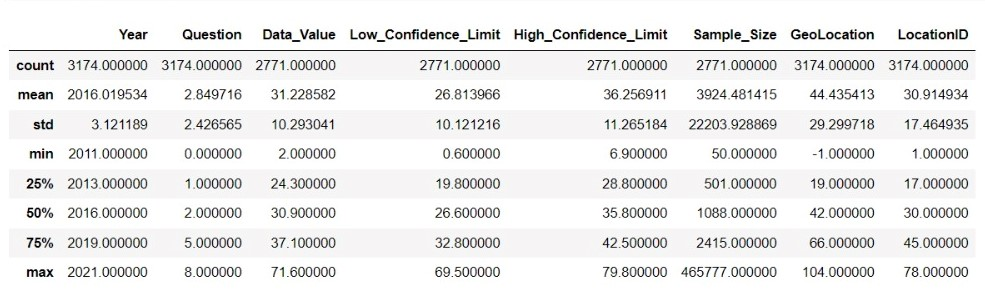 Year Question Data_Value Low_Confidence_Limit High_Confidence_Limit Sample_Size GeoLocation LocationID
count 3174.000000 3174.000000 2771.000000 2771.000000 2771.000000 2771.000000 3174.000000 3174.000000
mean 2016.019534 2.849716 31.228582 26.813966 36.256911 3924.481415 44.435413 30.914934
std 3.121189 2.426565 10.293041 10.121216 11.265184 22203.928869 29.299718 17.464935
min 2011.000000 0.000000 2.000000 0.600000 6.900000 50.000000 -1.000000 1.000000
25% 2013.000000 1.000000 24.300000 19.800000 28.800000 501.000000 19.000000 17.000000
50% 2016.000000 2.000000 30.900000 26.600000 35.800000 1088.000000 42.000000 30.000000
75% 2019.000000 5.000000 37.100000 32.800000 42.500000 2415.000000 66.000000 45.000000
max 2021.000000 8.000000 71.600000 69.500000 79.800000 465777.000000 104.000000 78.000000